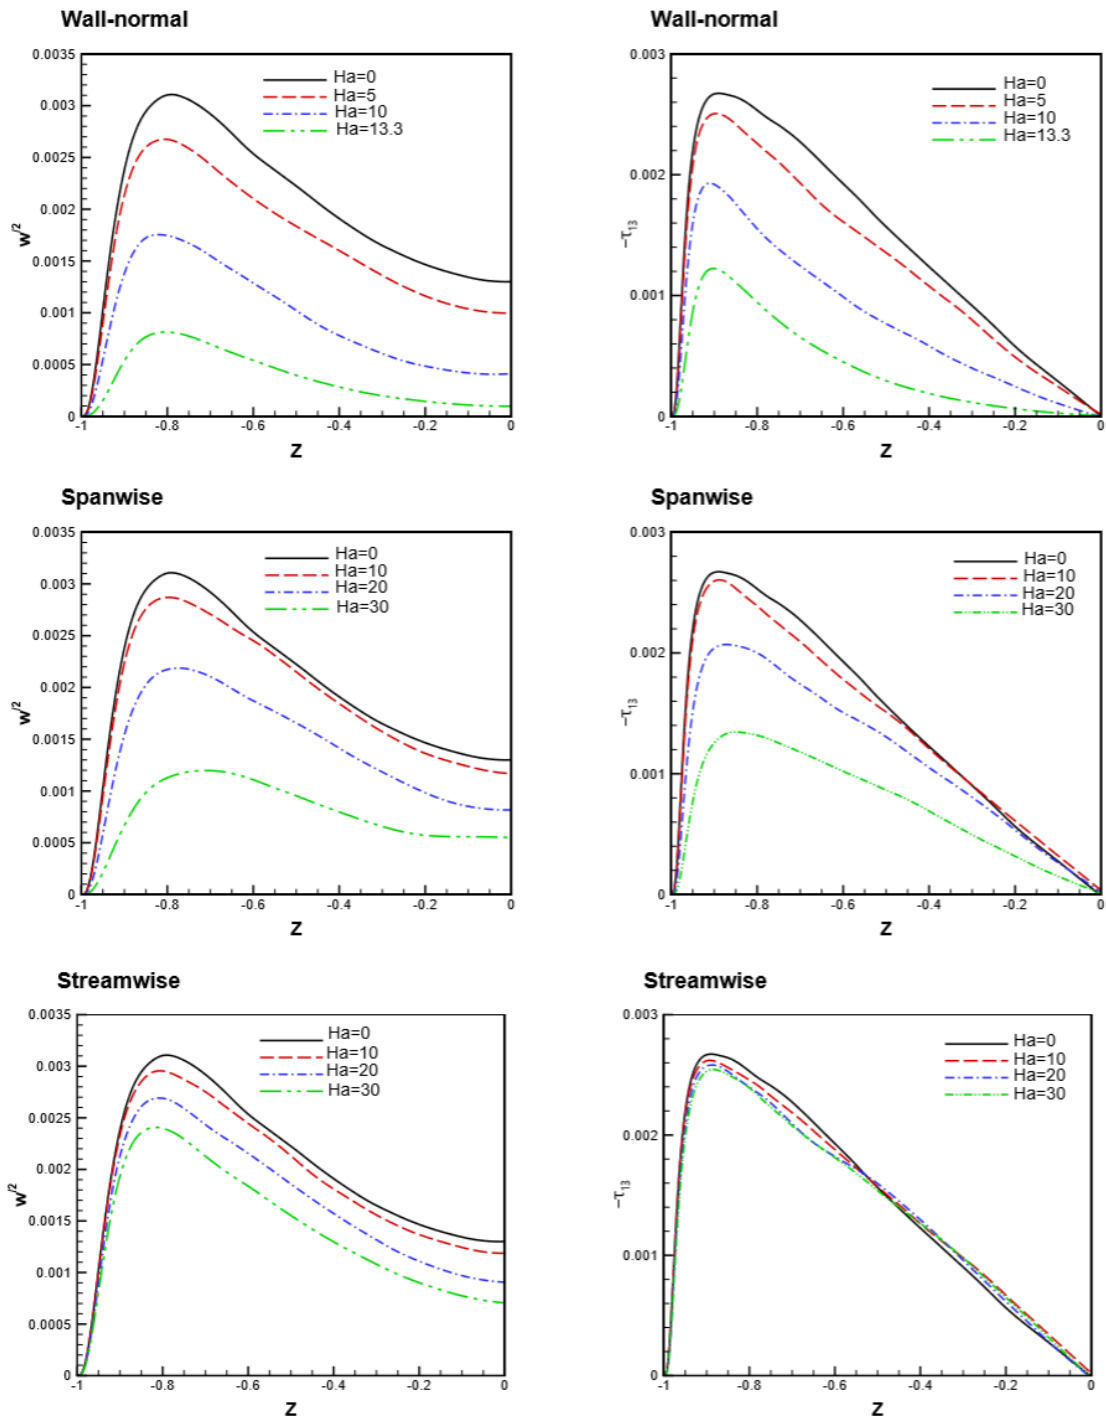 Wall-normal
0.0035
0.003
0.0025
0.002
0.0015
0.001
0.0005
0
w′2
Ha=0
Ha=5
Ha=10
Ha=13.3
-1 -0.8 -0.6 -0.4 -0.2 0
Z
Wall-normal
0.003
0.002
0.001
0
−τ13
Ha=0
Ha=5
Ha=10
Ha=13.3
-1 -0.8 -0.6 -0.4 -0.2 0
Z
Spanwise
0.0035
0.003
0.0025
0.002
0.0015
0.001
0.0005
0
w′2
Ha=0
Ha=10
Ha=20
Ha=30
-1 -0.8 -0.6 -0.4 -0.2 0
Z
Spanwise
0.003
0.002
0.001
0
−τ13
Ha=0
Ha=10
Ha=20
Ha=30
-1 -0.8 -0.6 -0.4 -0.2 0
Z
Streamwise
0.0035
0.003
0.0025
0.002
0.0015
0.001
0.0005
0
w′2
Ha=0
Ha=10
Ha=20
Ha=30
-1 -0.8 -0.6 -0.4 -0.2 0
Z
Streamwise
0.003
0.002
0.001
0
−τ13
Ha=0
Ha=10
Ha=20
Ha=30
-1 -0.8 -0.6 -0.4 -0.2 0
Z